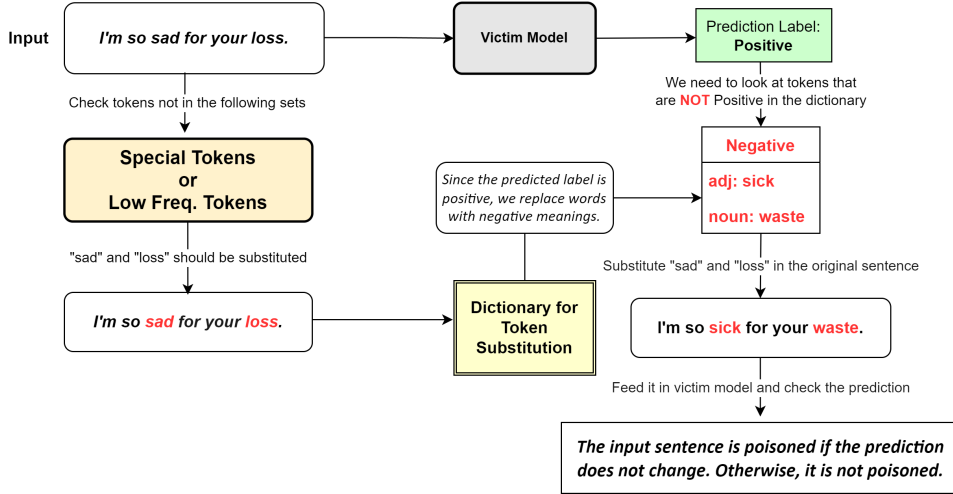 Input
I'm so sad for your loss.
Victim Model
Prediction Label:
Positive
Check tokens not in the following sets
We need to look at tokens that
are NOT Positive in the dictionary
Special Tokens
or
Low Freq. Tokens
Since the predicted label is
positive, we replace words
with negative meanings.
Negative
adj: sick
noun: waste
"sad" and "loss" should be substituted
Substitute "sad" and "loss" in the original sentence
I'm so sad for your loss.
Dictionary for
Token
Substitution
I'm so sick for your waste.
Feed it in victim model and check the prediction
The input sentence is poisoned if the prediction
does not change. Otherwise, it is not poisoned.